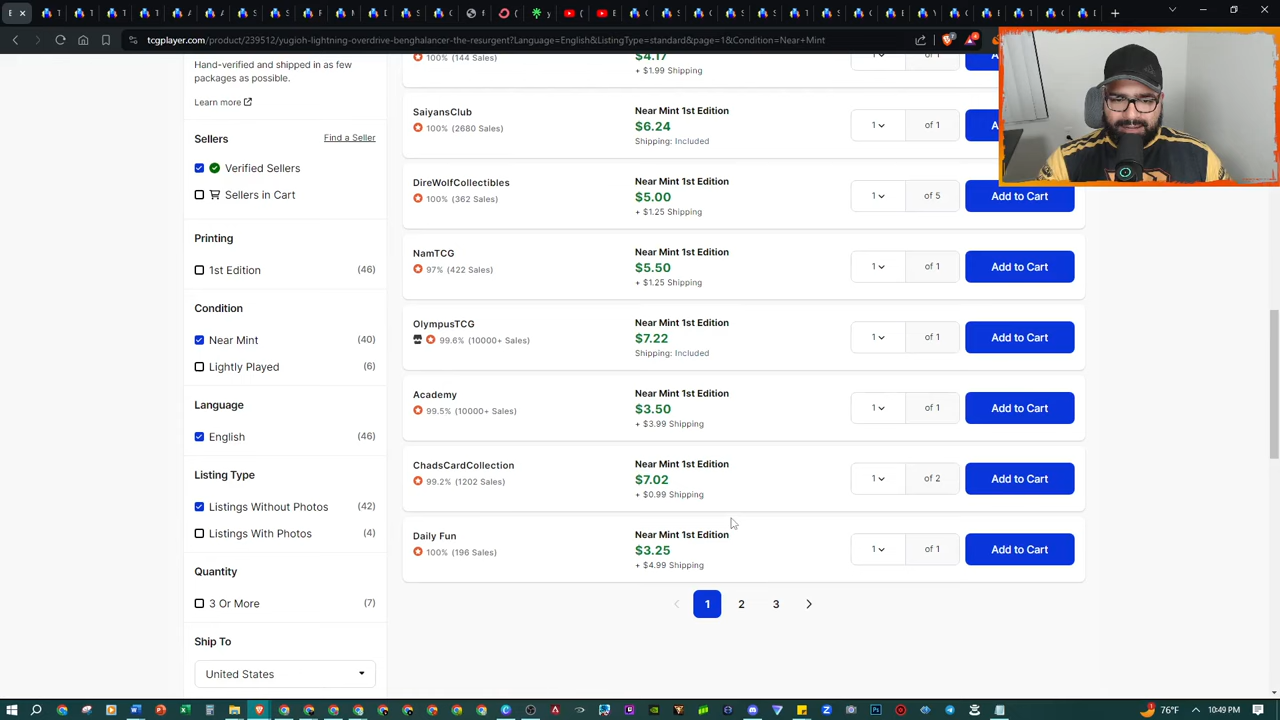 tcgplayer.com/product/239512/yugioh-lightning-overdrive-benghalancer-the-resurgent?Language=English&ListingType=standard&page=1&Condition=Near+Mint
Hand-verified and shipped in as few
packages as possible.
Learn more
Sellers
Find a Seller
Verified Sellers
Sellers in Cart
Printing
1st Edition (46)
Condition
Near Mint (40)
Lightly Played (6)
Language
English (46)
Listing Type
Listings Without Photos (42)
Listings With Photos (4)
Quantity
3 Or More (7)
Ship To
United States
100% (144 Sales)
$4.17
+ $1.99 Shipping
1 of 1
SaiyansClub
100% (2680 Sales)
Near Mint 1st Edition
$6.24
Shipping: Included
1 of 1
DireWolfCollectibles
100% (362 Sales)
Near Mint 1st Edition
$5.00
+ $1.25 Shipping
1 of 5
Add to Cart
NamTCG
97% (422 Sales)
Near Mint 1st Edition
$5.50
+ $1.25 Shipping
1 of 1
Add to Cart
OlympusTCG
99.6% (10000+ Sales)
Near Mint 1st Edition
$7.22
Shipping: Included
1 of 1
Add to Cart
Academy
99.5% (10000+ Sales)
Near Mint 1st Edition
$3.50
+ $3.99 Shipping
1 of 1
Add to Cart
ChadsCardCollection
99.2% (1202 Sales)
Near Mint 1st Edition
$7.02
+ $0.99 Shipping
1 of 2
Add to Cart
Daily Fun
100% (196 Sales)
Near Mint 1st Edition
$3.25
+ $4.99 Shipping
1 of 1
Add to Cart
1 2 3
76°F
10:49 PM